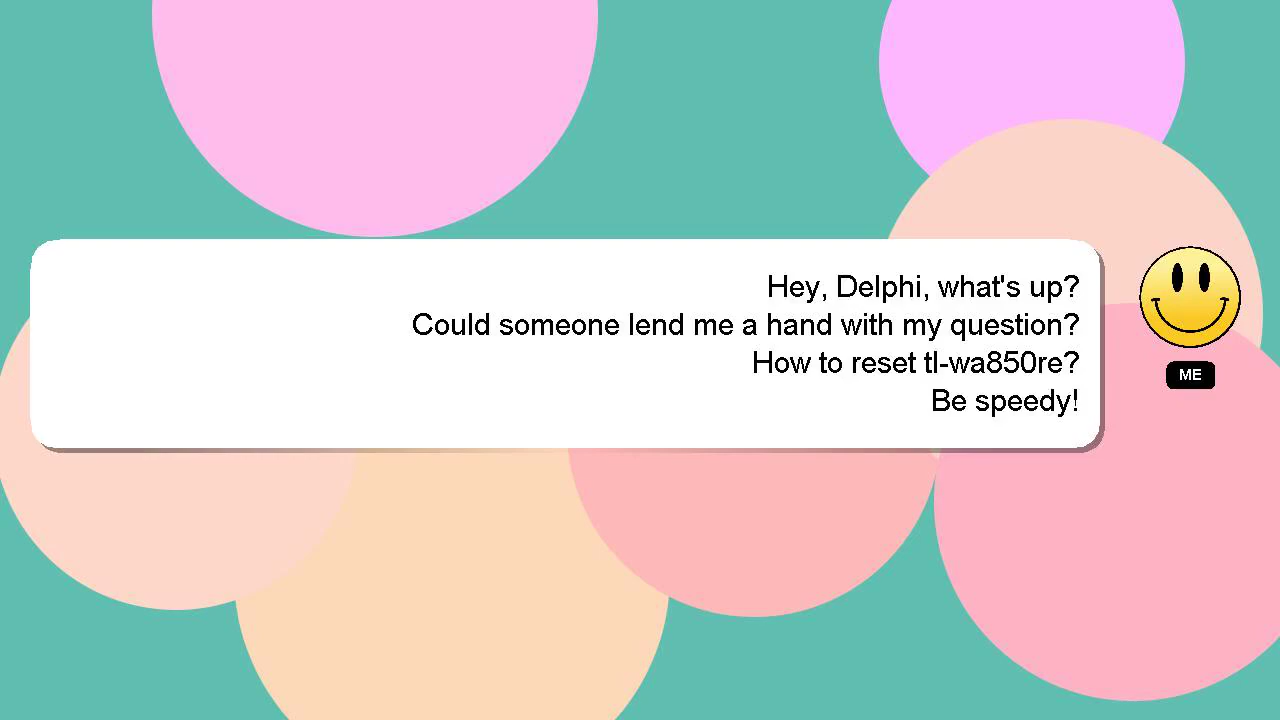 Hey, Delphi, what's up?
Could someone lend me a hand with my question?
How to reset tl-wa850re?
Be speedy!
ME